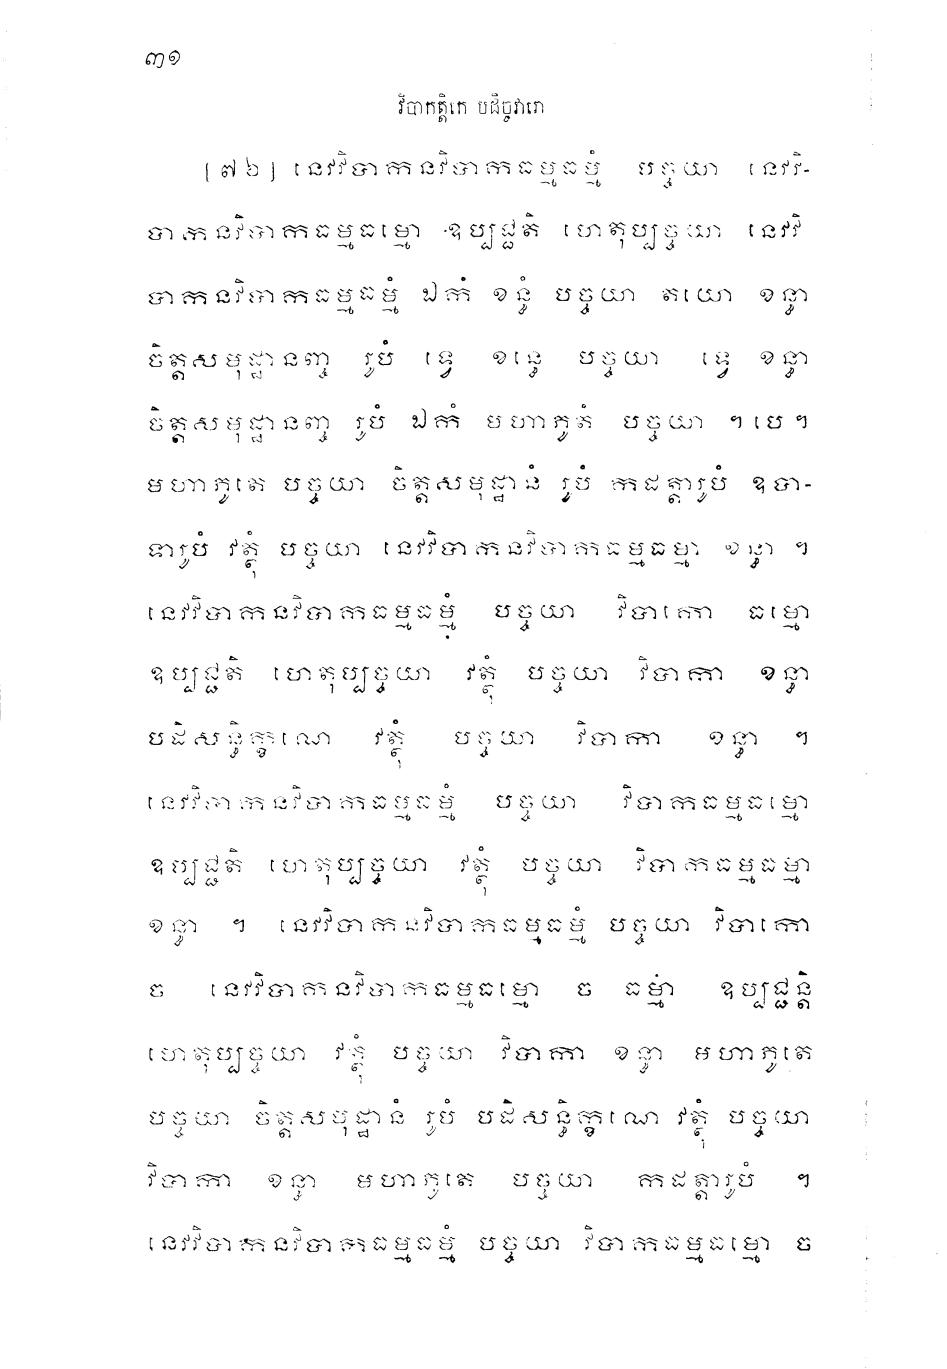 ៣១
វិបាកត្តិកេ បដិច្ចវារោ
[៧៦] នេវវិបាកនវិបាកធម្មធម្មំ បច្ចយា នេវវិ-
បាកនវិបាកធម្មធម្មោ ឧប្បជ្ជតិ ហេតុប្បច្ចយា នេវវិ
បាកនវិបាកធម្មធម្មំ ឯកំ ខន្ធំ បច្ចយា តយោ ខន្ធា
ចិត្តសមុដ្ឋានញ្ច រូបំ ទ្វេ ខន្ធេ បច្ចយា ទ្វេ ខន្ធា
ចិត្តសមុដ្ឋានញ្ច រូបំ ឯកំ មហាភូតំ បច្ចយា ។បេ។
មហាភូតេ បច្ចយា ចិត្តសមុដ្ឋានំ រូបំ កដត្តារូបំ ឧបា-
ទារូបំ វត្ថុំ បច្ចយា នេវវិបាកនវិបាកធម្មធម្មា ខន្ធា ។
នេវវិបាកនវិបាកធម្មធម្មំ បច្ចយា វិបាកោ ធម្មោ
ឧប្បជ្ជតិ ហេតុប្បច្ចយា វត្ថុំ បច្ចយា វិបាកា ខន្ធា
បដិសន្ធិក្ខណេ វត្ថុំ បច្ចយា វិបាកា ខន្ធា ។
នេវវិបាកនវិបាកធម្មធម្មំ បច្ចយា វិបាកធម្មធម្មោ
ឧប្បជ្ជតិ ហេតុប្បច្ចយា វត្ថុំ បច្ចយា វិបាកធម្មធម្មា
ខន្ធា ។ នេវវិបាកនវិបាកធម្មធម្មំ បច្ចយា វិបាកោ
ច នេវវិបាកនវិបាកធម្មធម្មោ ច ធម្មា ឧប្បជ្ជន្តិ
ហេតុប្បច្ចយា វត្ថុំ បច្ចយា វិបាកា ខន្ធា មហាភូតេ
បច្ចយា ចិត្តសមុដ្ឋានំ រូបំ បដិសន្ធិក្ខណេ វត្ថុំ បច្ចយា
វិបាកា ខន្ធា មហាភូតេ បច្ចយា កដត្តារូបំ ។
នេវវិបាកនវិបាកធម្មធម្មំ បច្ចយា វិបាកធម្មធម្មោ ច